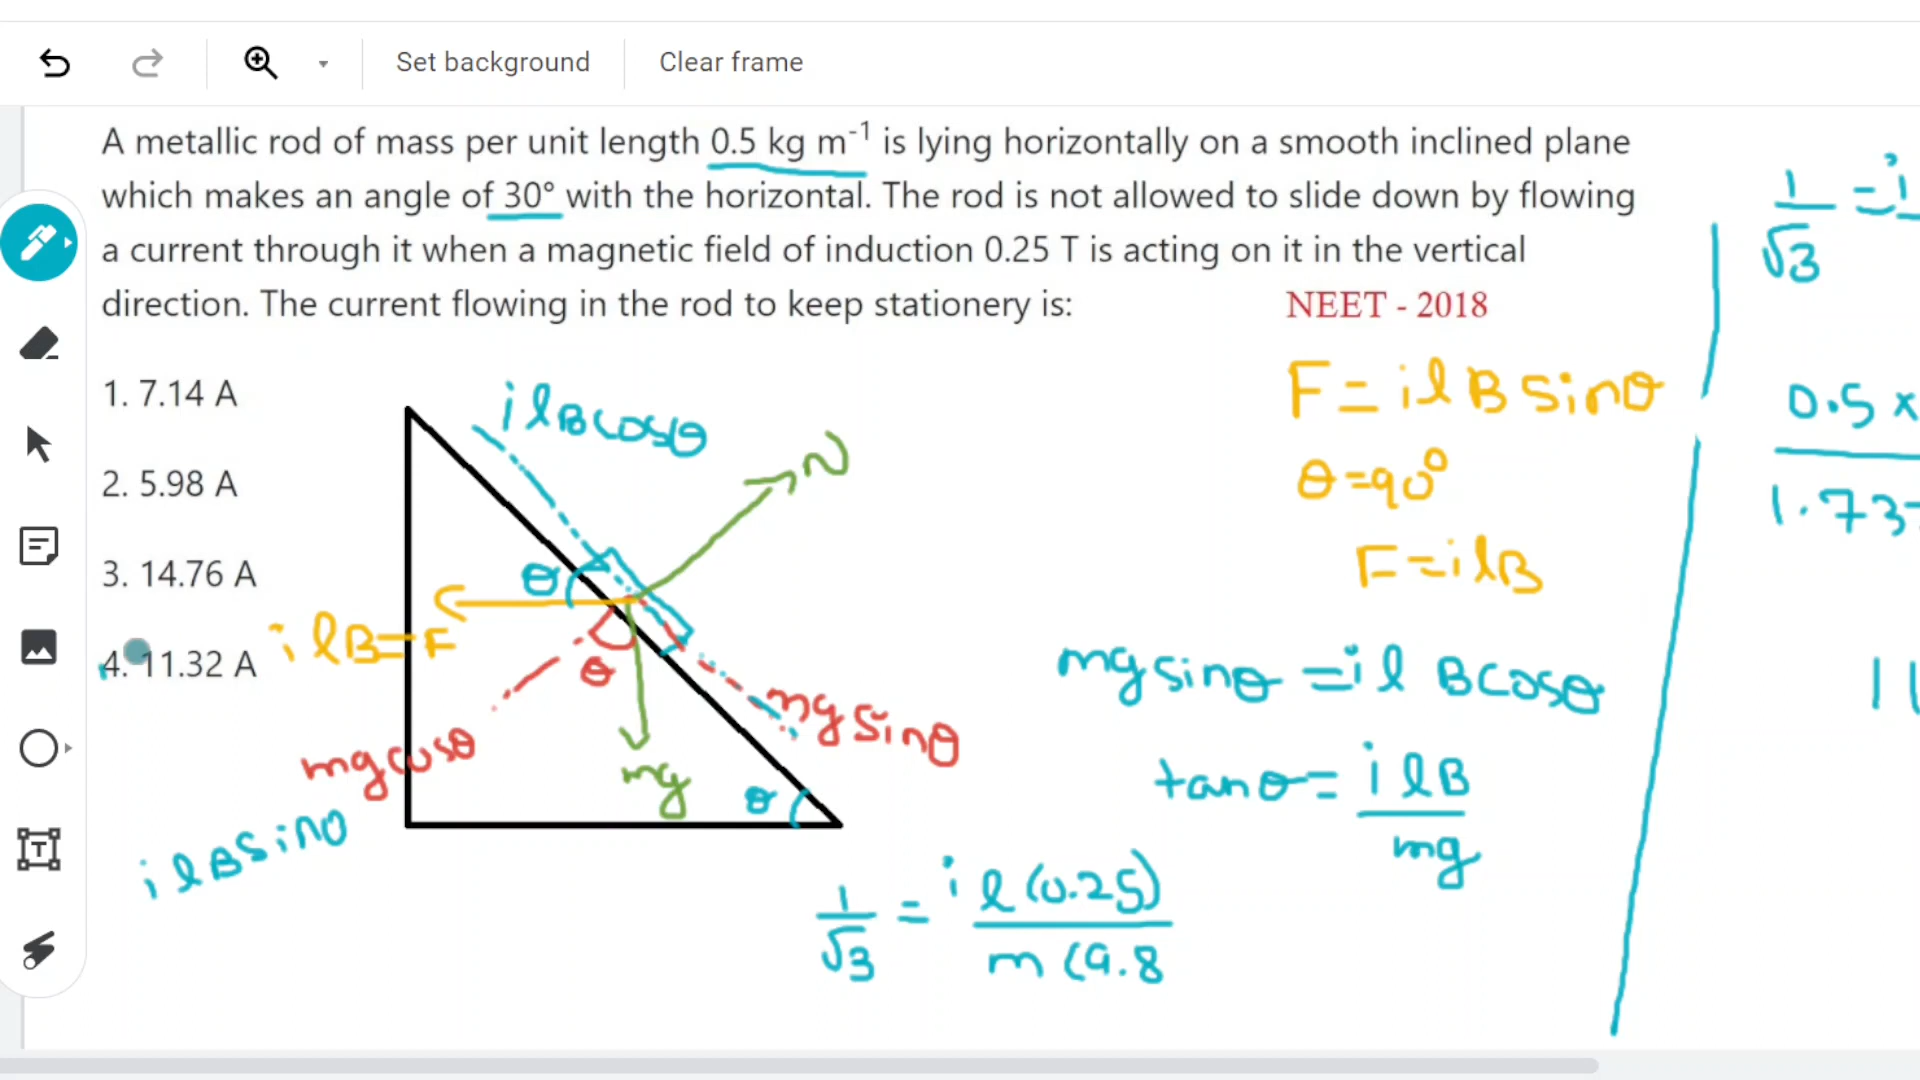 Set background Clear frame
A metallic rod of mass per unit length 0.5 kg m⁻¹ is lying horizontally on a smooth inclined plane
which makes an angle of 30° with the horizontal. The rod is not allowed to slide down by flowing
a current through it when a magnetic field of induction 0.25 T is acting on it in the vertical
direction. The current flowing in the rod to keep stationery is:
NEET - 2018
1. 7.14 A
2. 5.98 A
3. 14.76 A
4. 11.32 A
ilBcosθ
N
θ
ilB=F
θ
mgcosθ
mgsinθ
mg
θ
ilBsinθ
F=ilBsinθ
θ=90°
F=ilB
mgsinθ=ilBcosθ
tanθ=ilB/mg
1/√3=il(0.25)/m(9.8
1/√3=i
0.5×
1.73